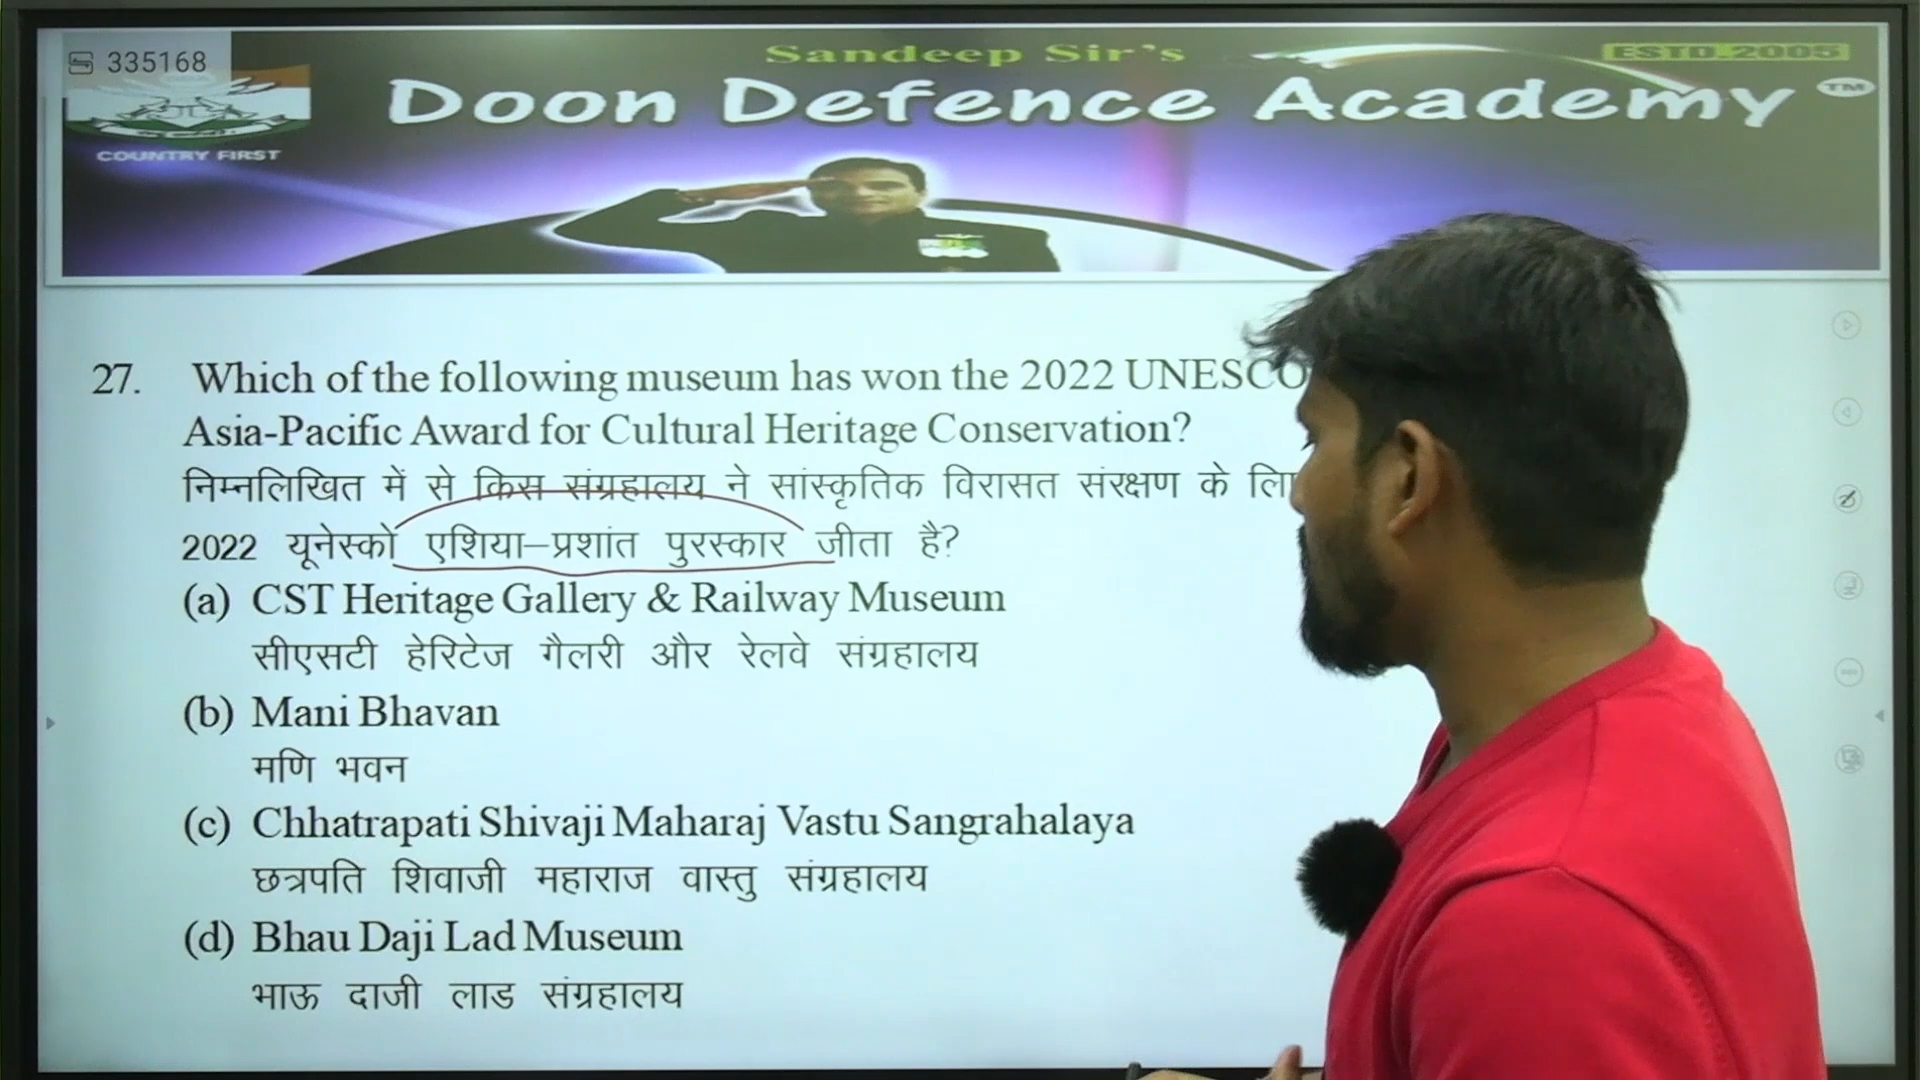 335168
Sandeep Sir's
ESTD.2005
Doon Defence Academy TM
COUNTRY FIRST
27. Which of the following museum has won the 2022 UNESCO
Asia-Pacific Award for Cultural Heritage Conservation?
निम्नलिखित में से किस संग्रहालय ने सांस्कृतिक विरासत संरक्षण के
2022 यूनेस्को एशिया–प्रशांत पुरस्कार जीता है?
(a) CST Heritage Gallery & Railway Museum
सीएसटी हेरिटेज गैलरी और रेलवे संग्रहालय
(b) Mani Bhavan
मणि भवन
(c) Chhatrapati Shivaji Maharaj Vastu Sangrahalaya
छत्रपति शिवाजी महाराज वास्तु संग्रहालय
(d) Bhau Daji Lad Museum
भाऊ दाजी लाड संग्रहालय